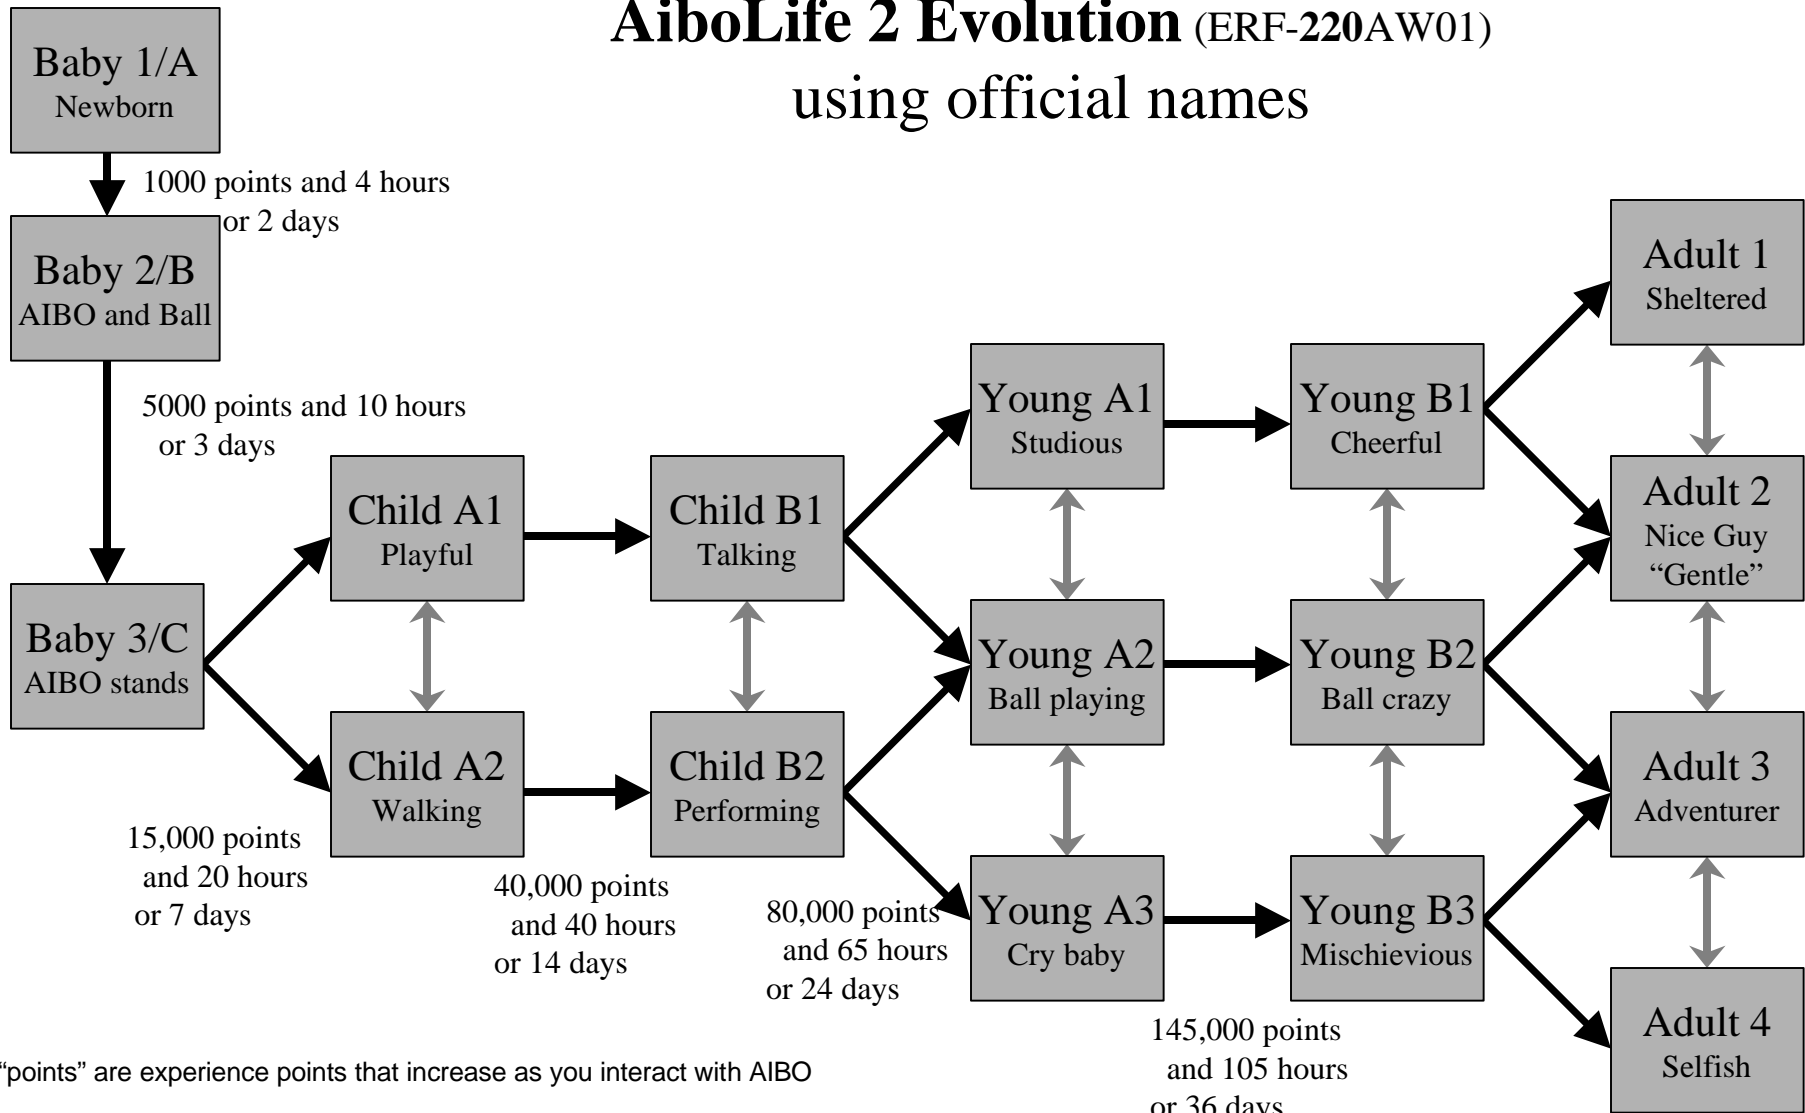 AiboLife 2 Evolution (ERF-220AW01)
using official names
Baby 1/A
Newborn
1000 points and 4 hours
or 2 days
Baby 2/B
AIBO and Ball
5000 points and 10 hours
or 3 days
Baby 3/C
AIBO stands
Child A1
Playful
Child A2
Walking
15,000 points
and 20 hours
or 7 days
Child B1
Talking
Child B2
Performing
40,000 points
and 40 hours
or 14 days
Young A1
Studious
Young A2
Ball playing
Young A3
Cry baby
80,000 points
and 65 hours
or 24 days
Young B1
Cheerful
Young B2
Ball crazy
Young B3
Mischievious
145,000 points
and 105 hours
or 36 days
Adult 1
Sheltered
Adult 2
Nice Guy
“Gentle”
Adult 3
Adventurer
Adult 4
Selfish
“points” are experience points that increase as you interact with AIBO